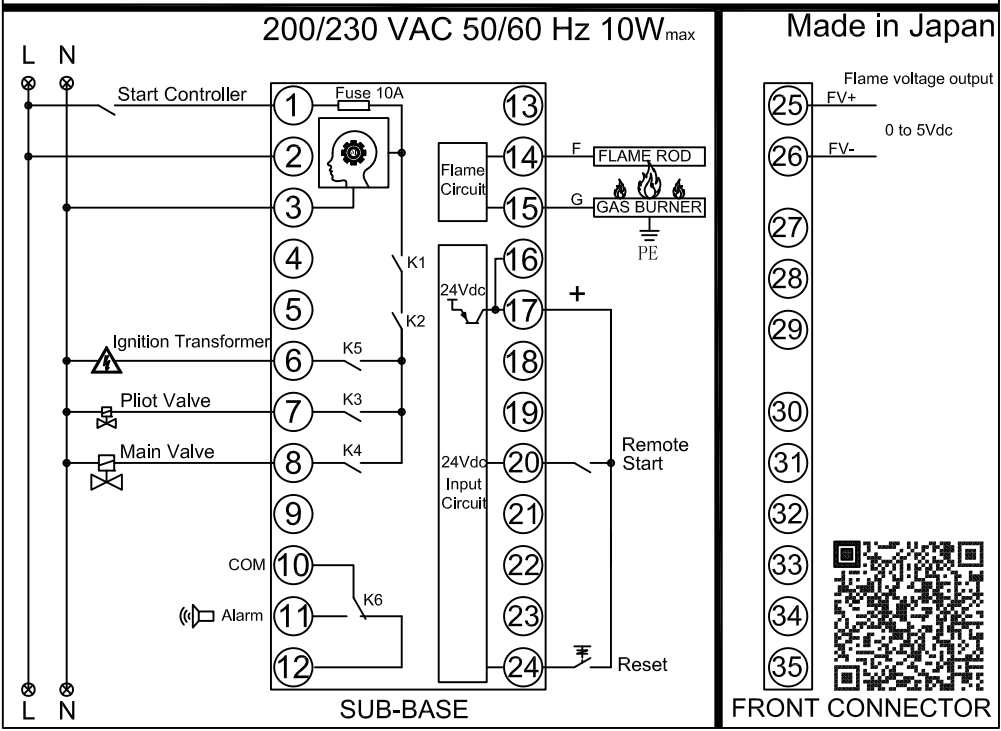 200/230 VAC 50/60 Hz 10Wmax
Made in Japan
L N
Start Controller
1
Fuse 10A
13
2
14
F
FLAME ROD
Flame
Circuit
3
15
G
GAS BURNER
PE
4
K1
16
24Vdc
5
K2
17
+
Ignition Transformer
6
K5
18
Pliot Valve
7
K3
19
Main Valve
8
K4
24Vdc
Input
Circuit
20
Remote
Start
9
21
COM
10
22
Alarm
11
K6
23
12
24
Reset
L N
SUB-BASE
Flame voltage output
25
FV+
0 to 5Vdc
26
FV-
27
28
29
30
31
32
33
34
35
FRONT CONNECTOR